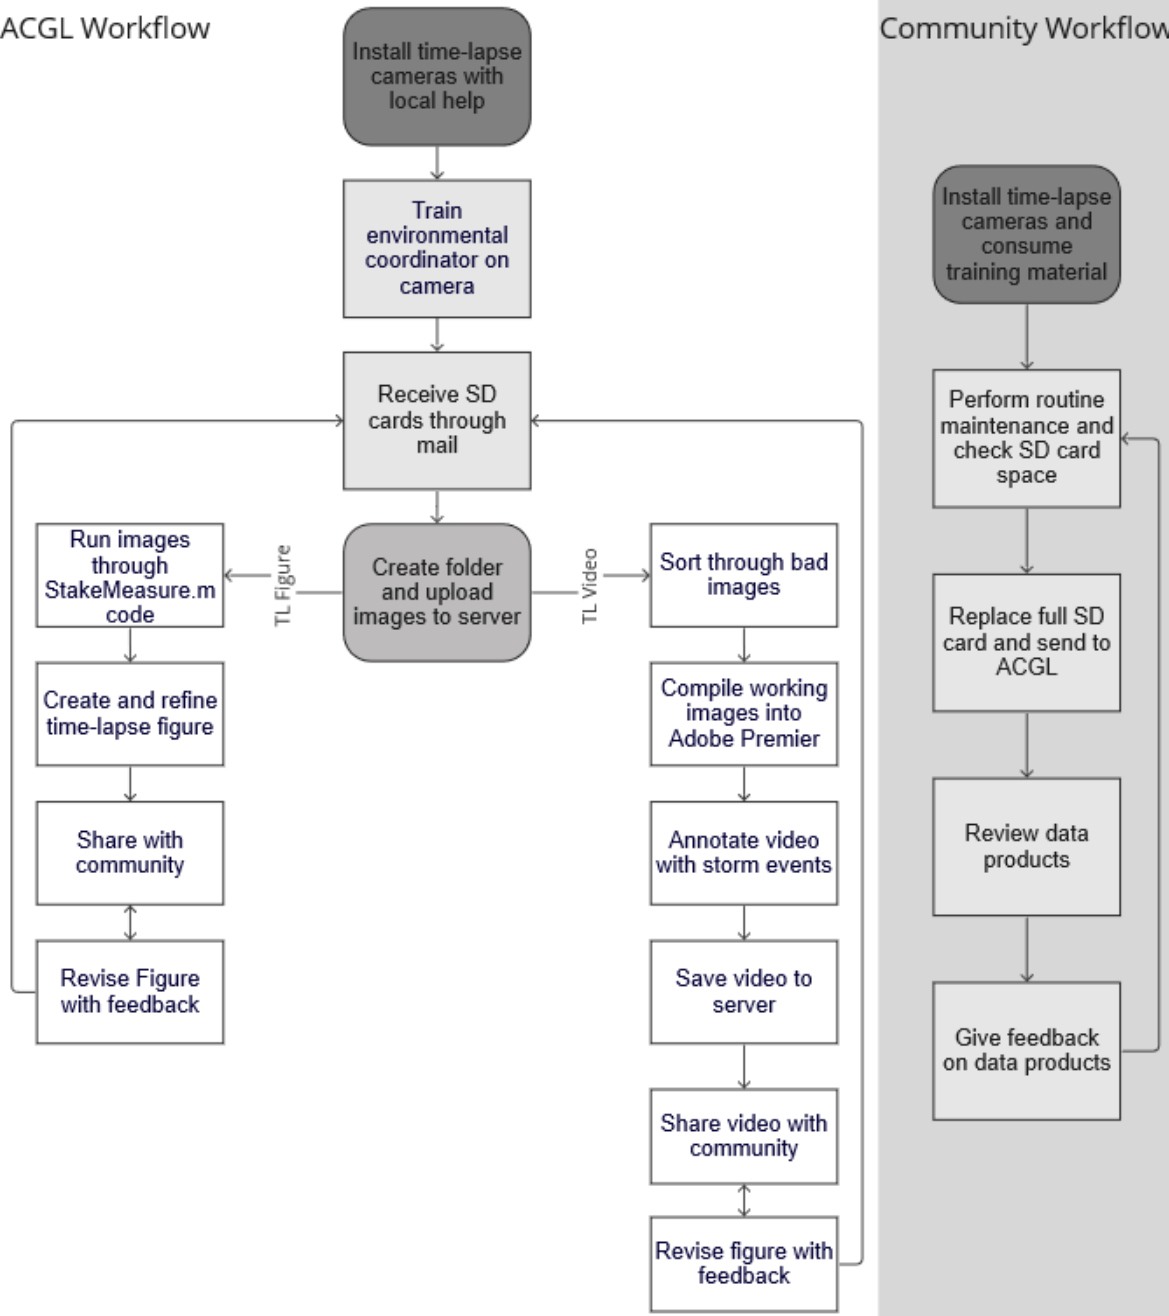 ACGL Workflow
Install time-lapse
cameras with
local help
Train
environmental
coordinator on
camera
Receive SD
cards through
mail
Create folder
and upload
images to server
TL Figure
Run images
through
StakeMeasure.m
code
Create and refine
time-lapse figure
Share with
community
Revise Figure
with feedback
TL Video
Sort through bad
images
Compile working
images into
Adobe Premier
Annotate video
with storm events
Save video to
server
Share video with
community
Revise figure with
feedback
Community Workflow
Install time-lapse
cameras and
consume
training material
Perform routine
maintenance and
check SD card
space
Replace full SD
card and send to
ACGL
Review data
products
Give feedback
on data products